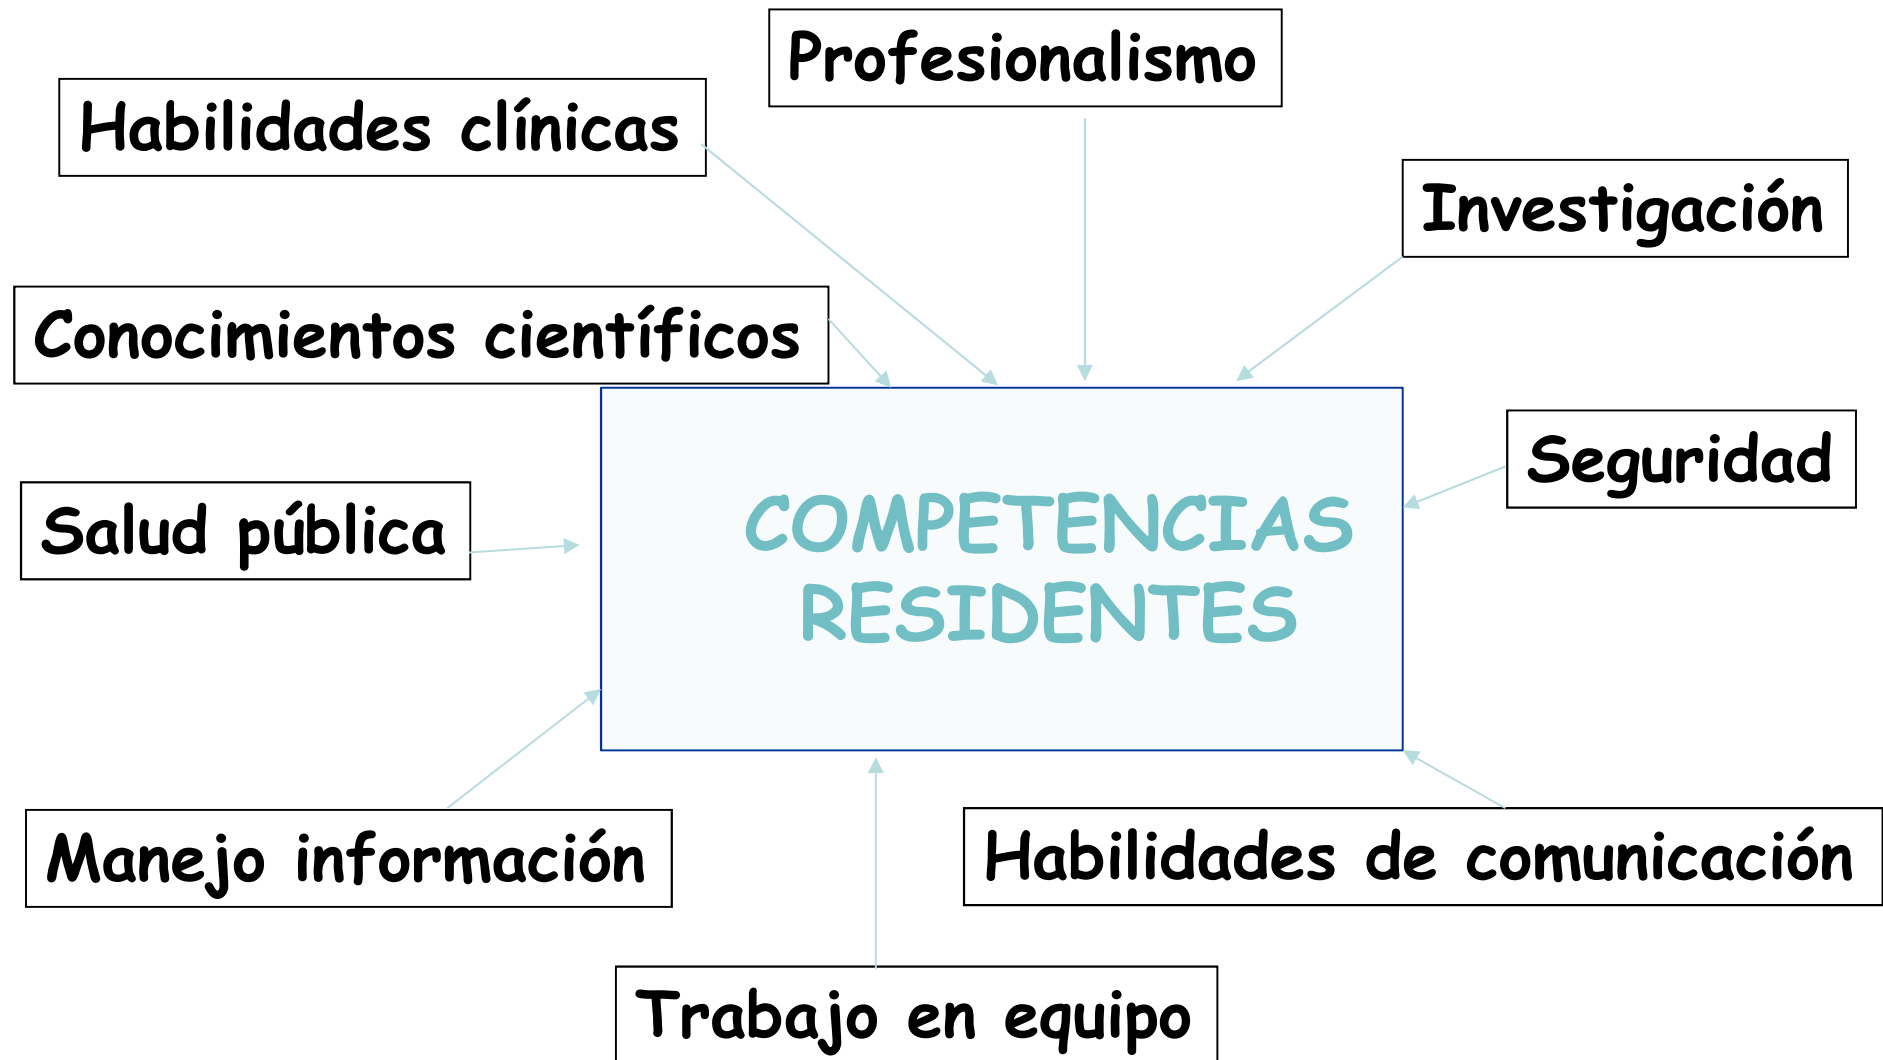 Profesionalismo
Habilidades clínicas
Investigación
Conocimientos científicos
Seguridad
Salud pública
COMPETENCIAS
RESIDENTES
Manejo información
Habilidades de comunicación
Trabajo en equipo